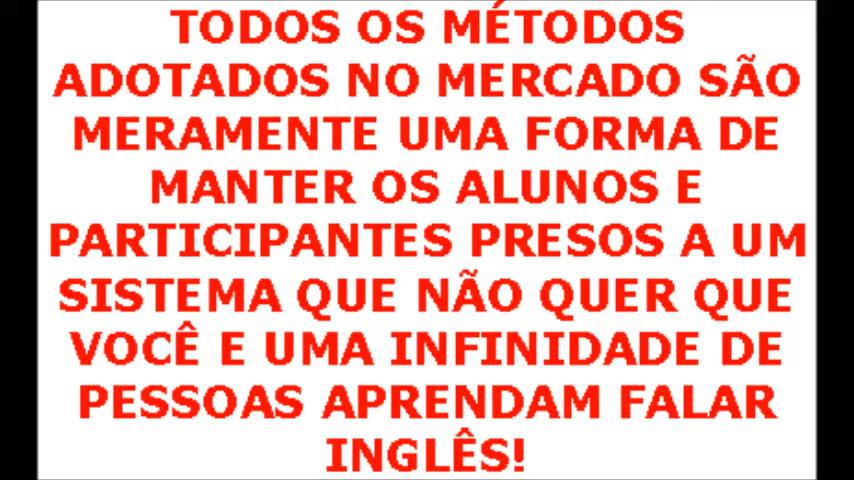 TODOS OS MÉTODOS
ADOTADOS NO MERCADO SÃO
MERAMENTE UMA FORMA DE
MANTER OS ALUNOS E
PARTICIPANTES PRESOS A UM
SISTEMA QUE NÃO QUER QUE
VOCÊ E UMA INFINIDADE DE
PESSOAS APRENDAM FALAR
INGLÊS!